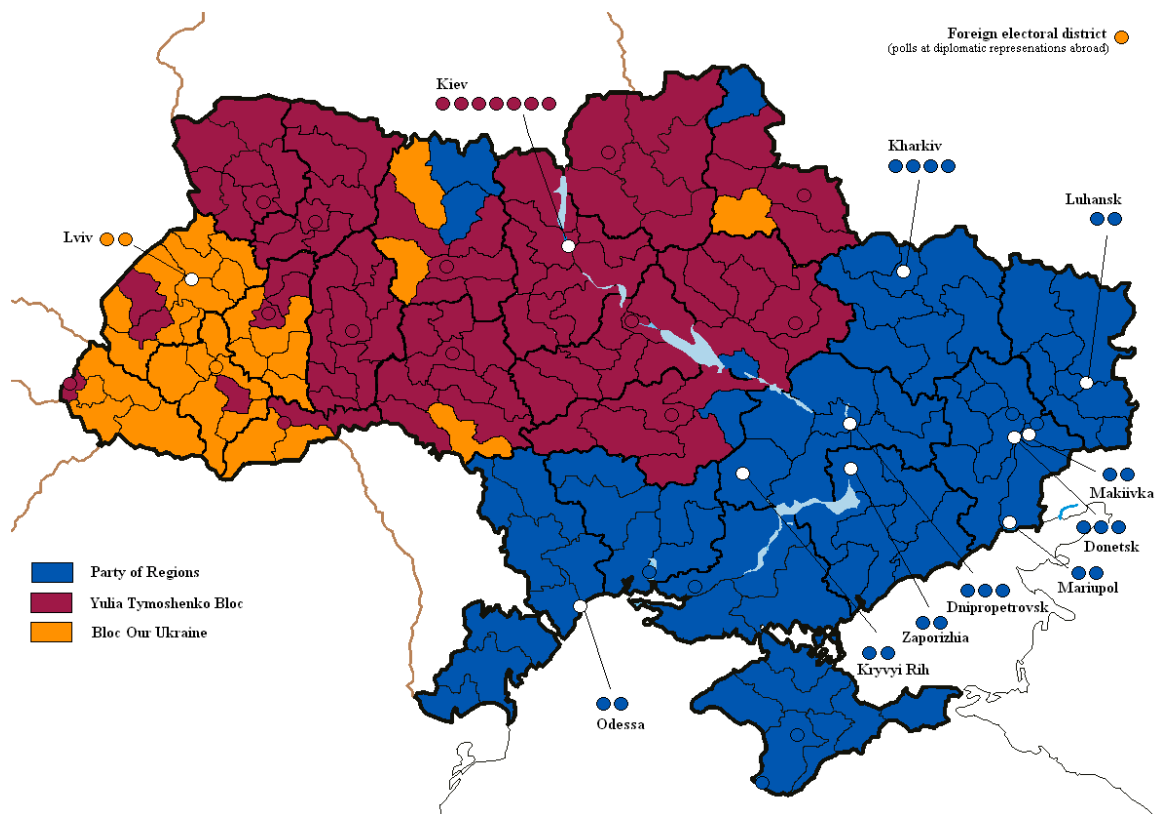 Foreign electoral district
(polls at diplomatic represenations abroad)
Kiev
Kharkiv
Luhansk
Lviv
Makiivka
Donetsk
Mariupol
Dnipropetrovsk
Zaporizhia
Kryvyi Rih
Odessa
Party of Regions
Yulia Tymoshenko Bloc
Bloc Our Ukraine